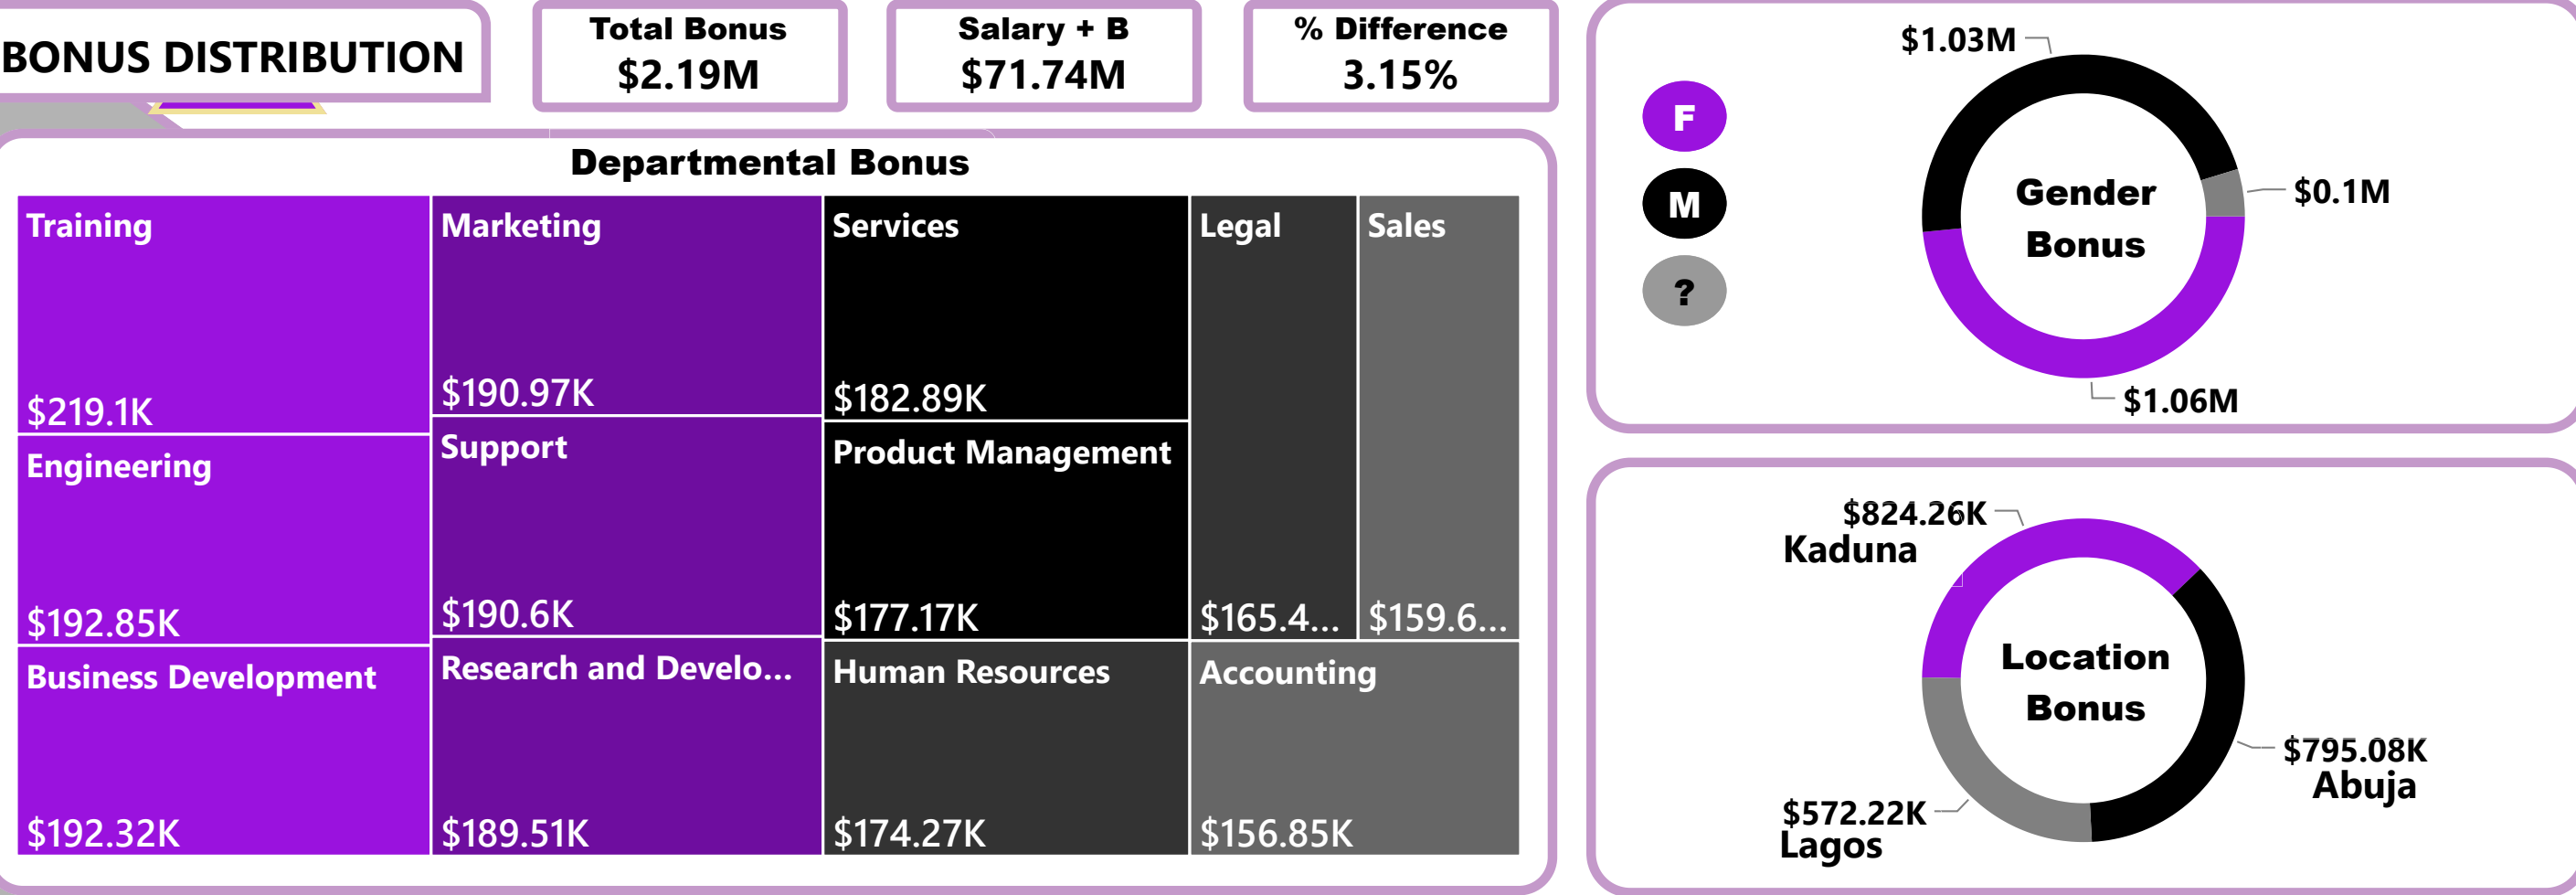 BONUS DISTRIBUTION
Total Bonus
$2.19M
Salary + B
$71.74M
% Difference
3.15%
Departmental Bonus
Training
$219.1K
Engineering
$192.85K
Business Development
$192.32K
Marketing
$190.97K
Support
$190.6K
Research and Develo...
$189.51K
Services
$182.89K
Product Management
$177.17K
Human Resources
$174.27K
Legal
$165.4...
Sales
$159.6...
Accounting
$156.85K
F
M
?
$1.03M
$0.1M
Gender
Bonus
$1.06M
$824.26K
Kaduna
Location
Bonus
$795.08K
Abuja
$572.22K
Lagos